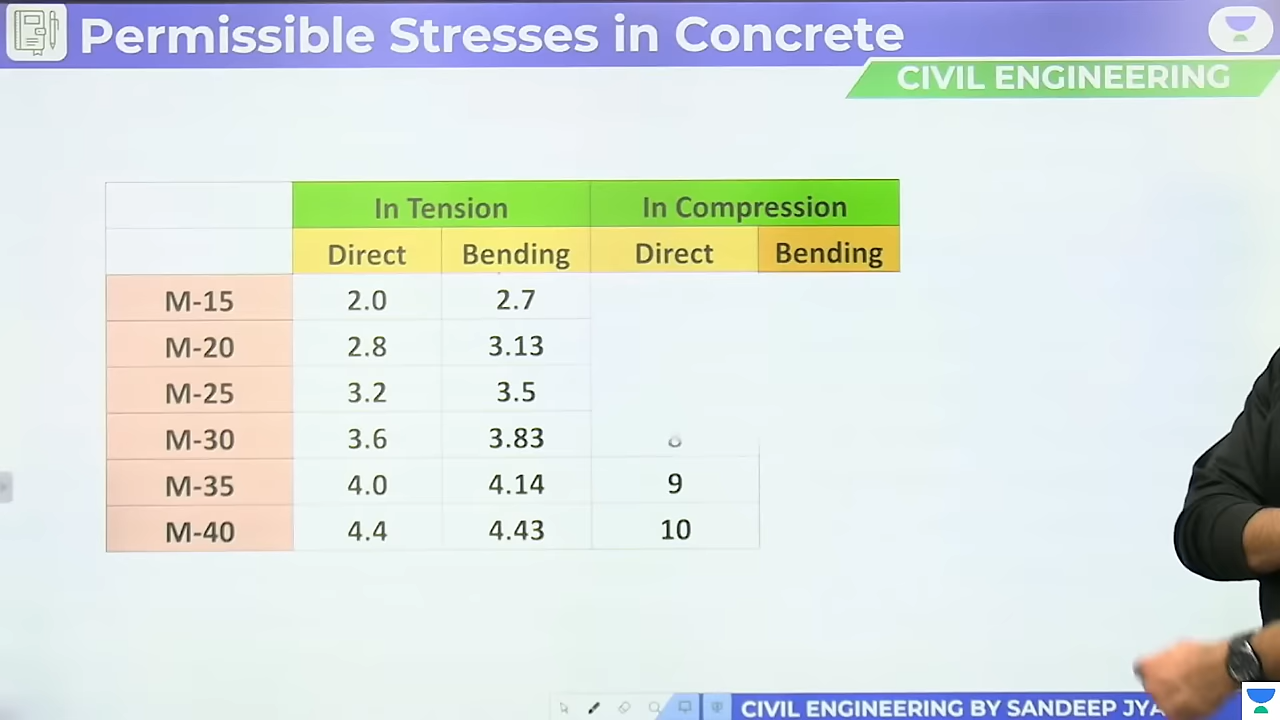 Permissible Stresses in Concrete
CIVIL ENGINEERING
In Tension In Compression
Direct Bending Direct Bending
M-15 2.0 2.7
M-20 2.8 3.13
M-25 3.2 3.5
M-30 3.6 3.83
M-35 4.0 4.14 9
M-40 4.4 4.43 10
CIVIL ENGINEERING BY SANDEEP